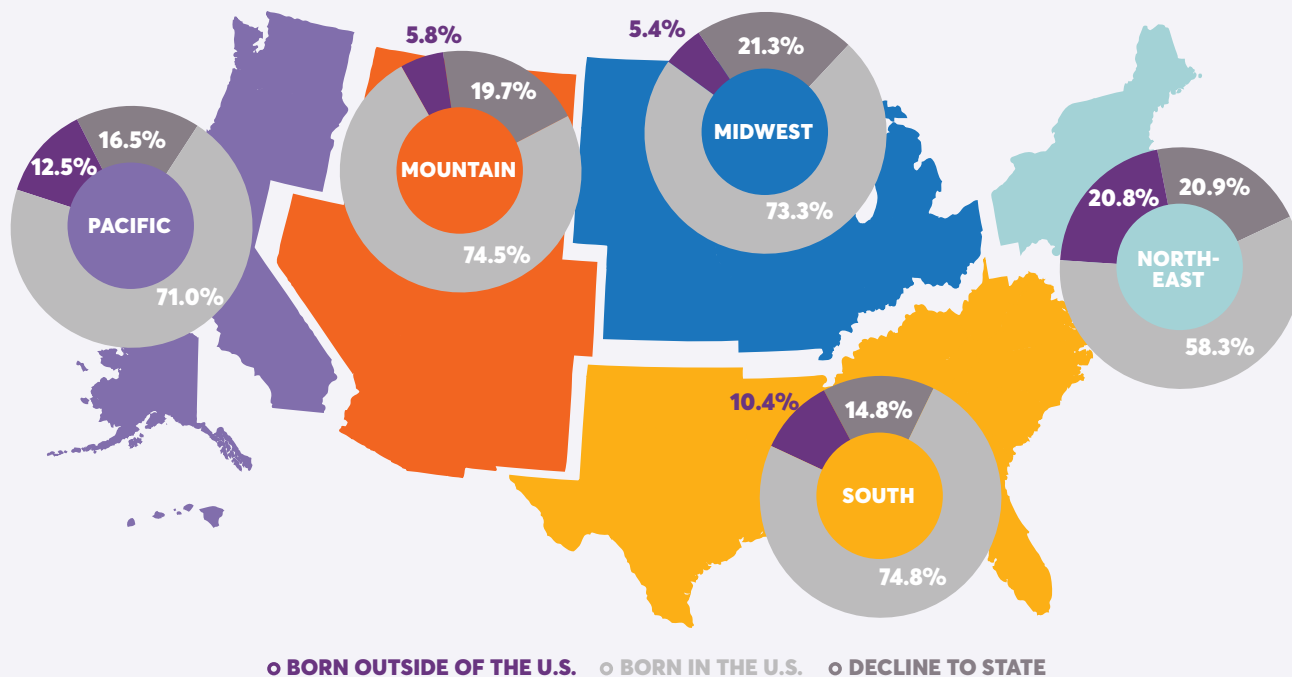 5.8%
19.7%
MOUNTAIN
74.5%
5.4%
21.3%
MIDWEST
73.3%
12.5%
16.5%
PACIFIC
71.0%
20.8%
20.9%
NORTH-
EAST
58.3%
10.4%
14.8%
SOUTH
74.8%
BORN OUTSIDE OF THE U.S. BORN IN THE U.S. DECLINE TO STATE